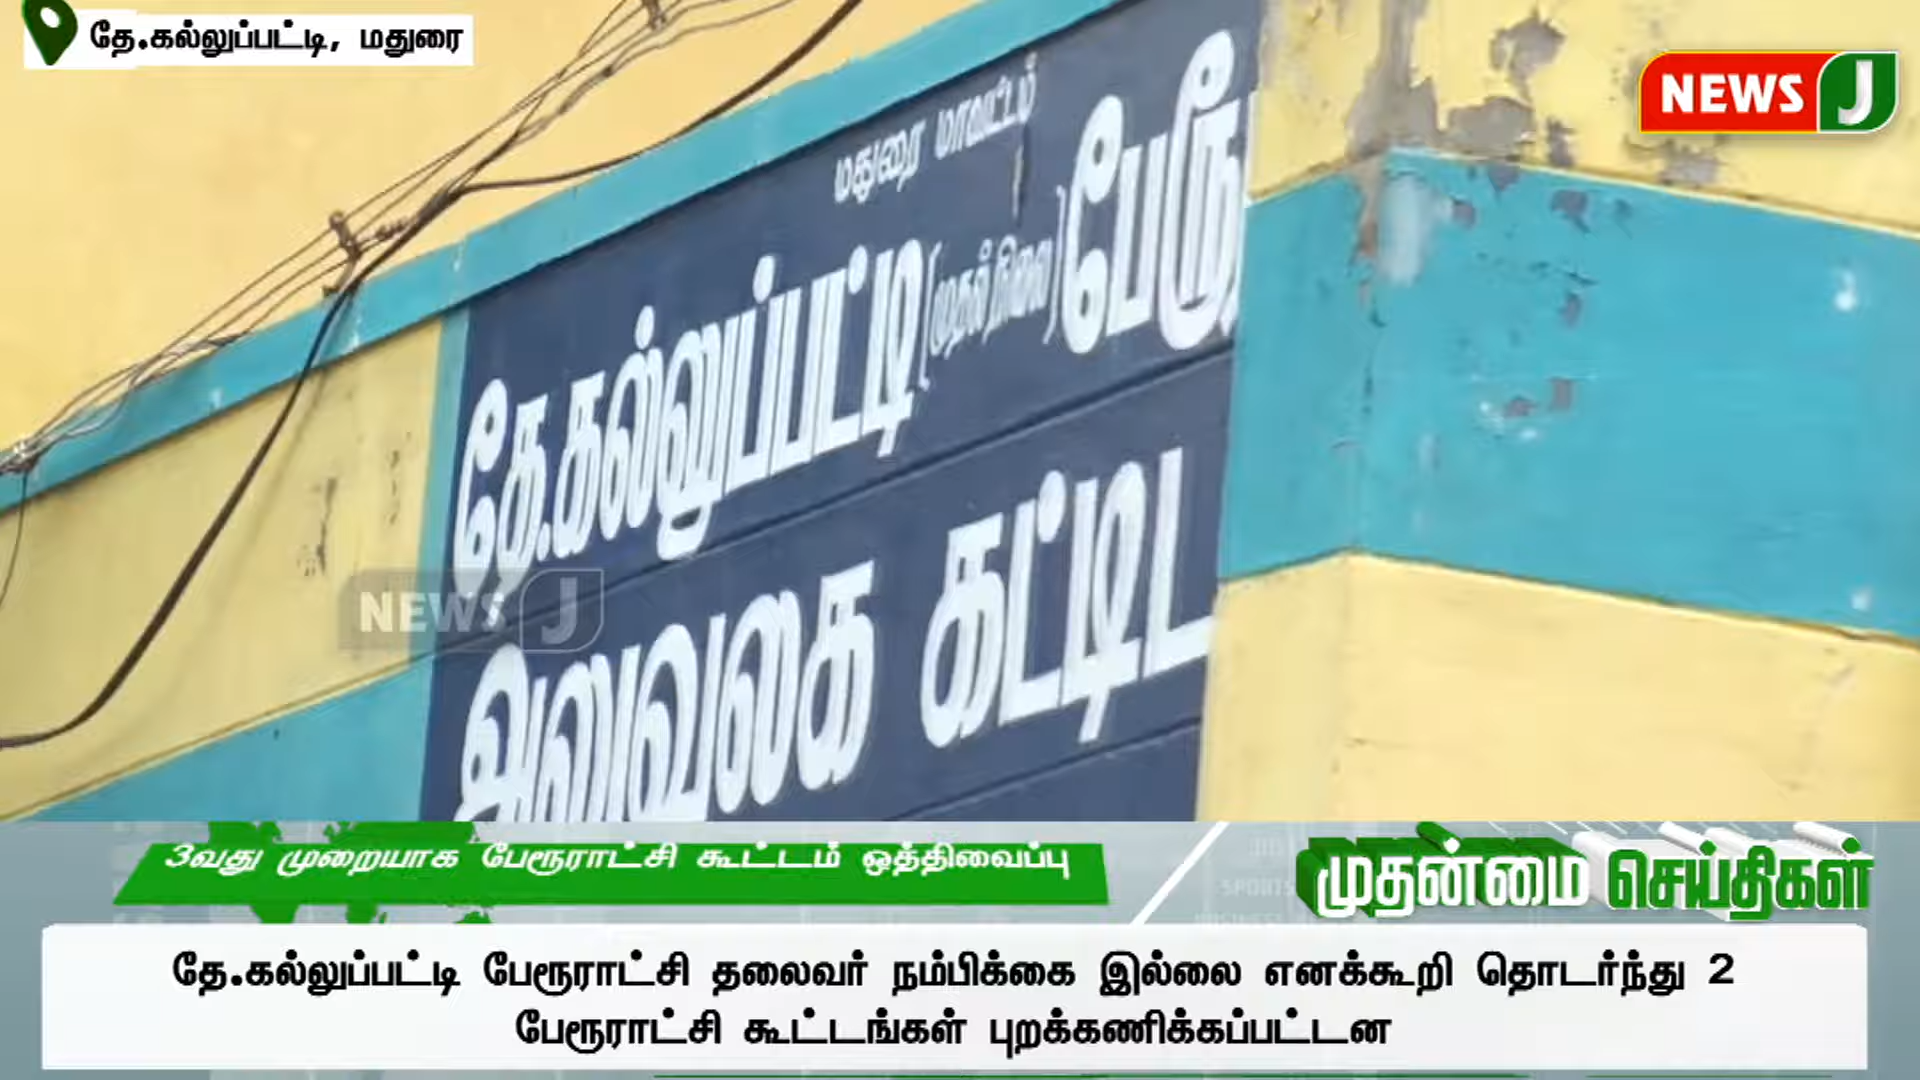 தே.கல்லுப்பட்டி, மதுரை
NEWS J
மதுரை மாவட்டம்
தே.கல்லுப்பட்டி (முதல் நிலை) பேரூ
NEWS J
அலுவலக கட்டிட
3வது முறையாக பேரூராட்சி கூட்டம் ஒத்திவைப்பு
முதன்மை செய்திகள்
தே.கல்லுப்பட்டி பேரூராட்சி தலைவர் நம்பிக்கை இல்லை எனக்கூறி தொடர்ந்து 2
பேரூராட்சி கூட்டங்கள் புறக்கணிக்கப்பட்டன